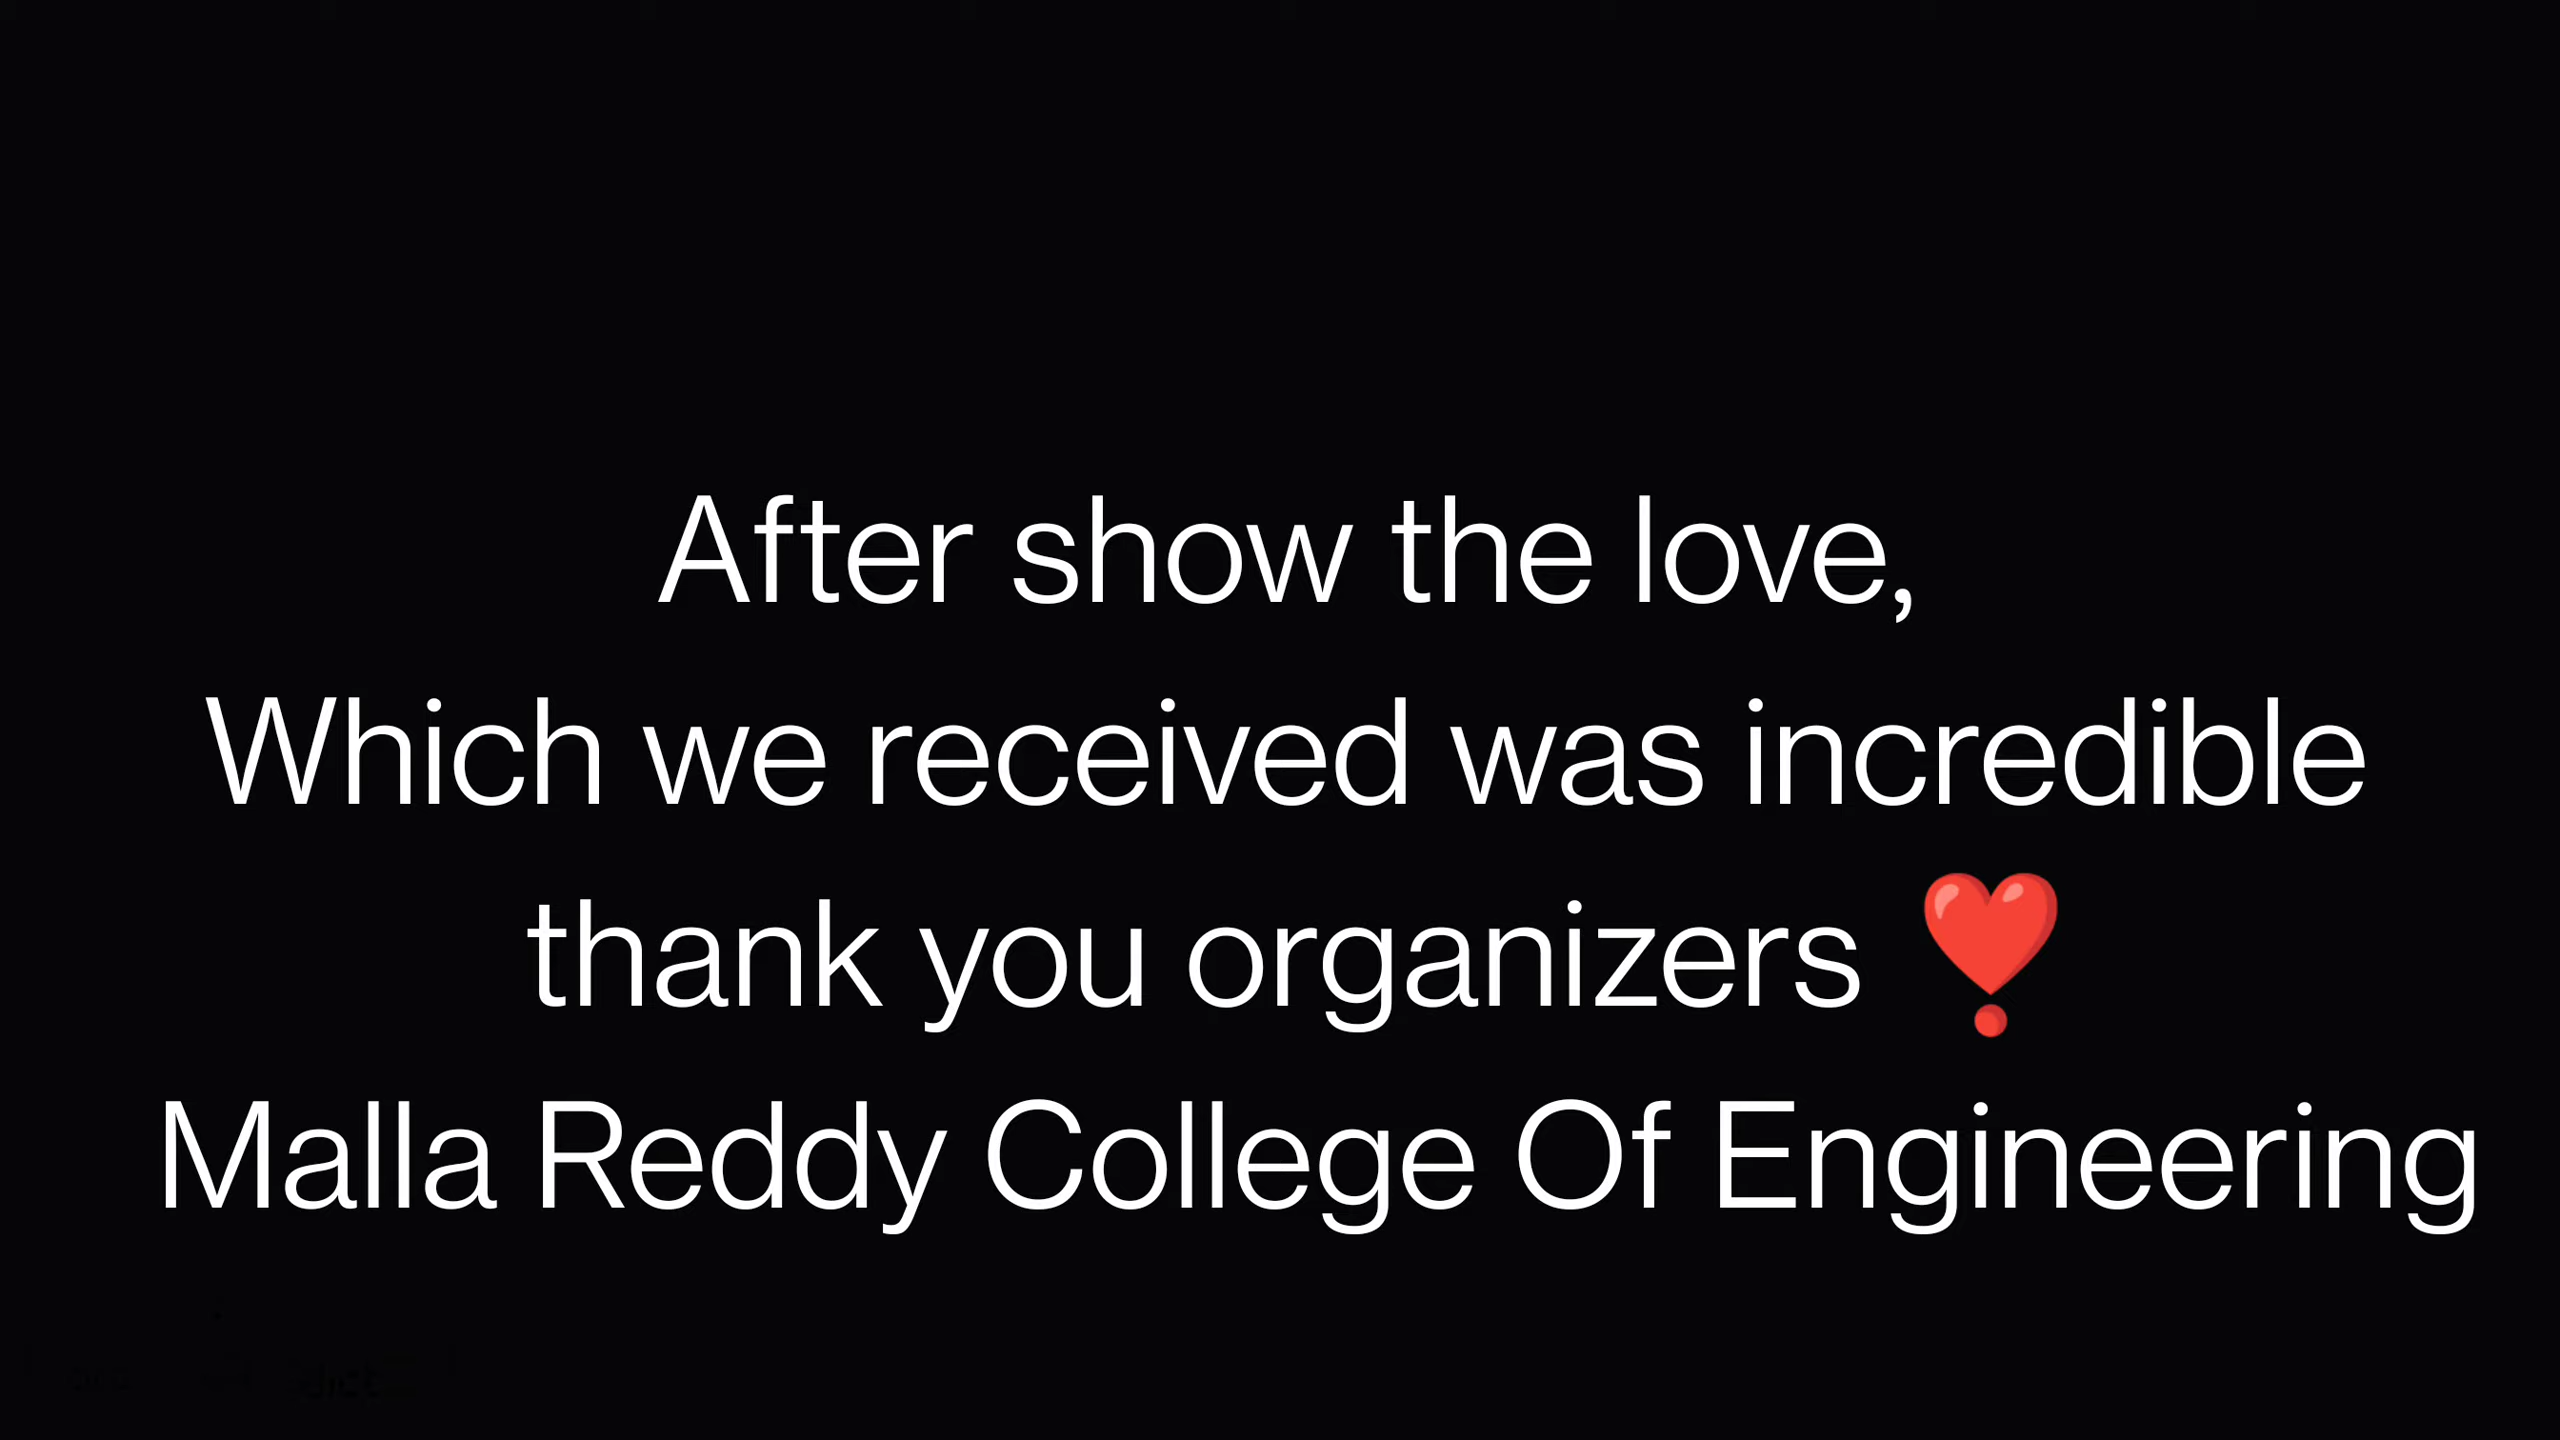 After show the love,
Which we received was incredible
thank you organizers ❣️
Malla Reddy College Of Engineering